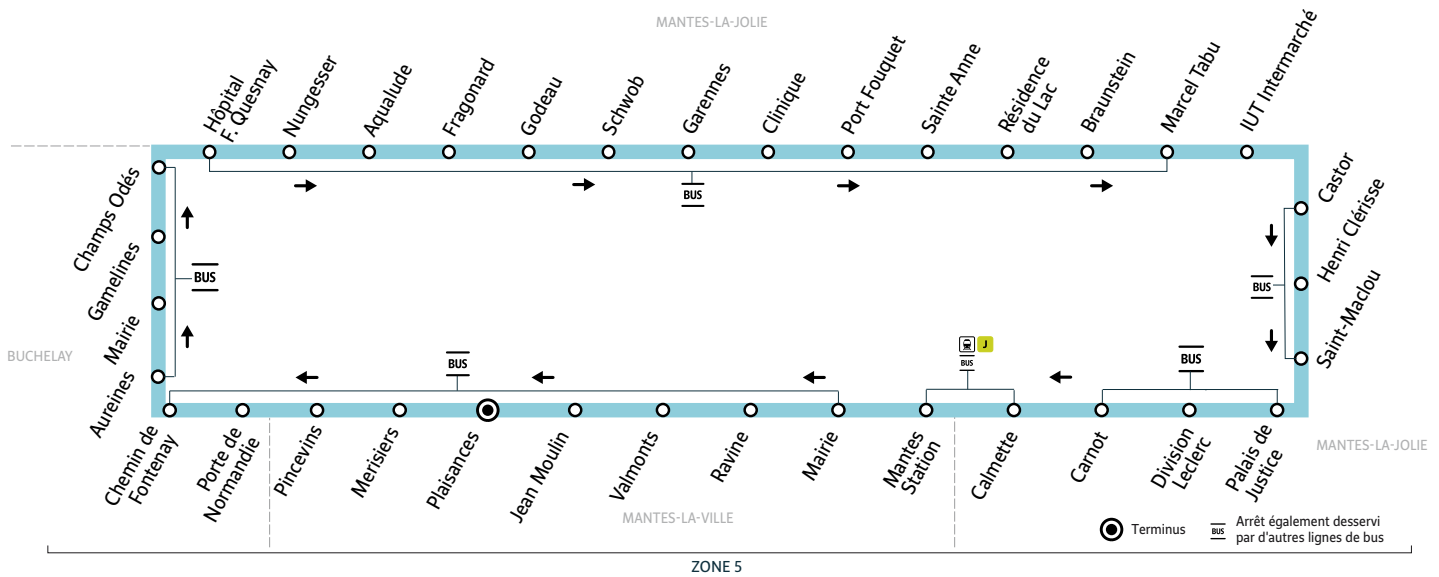 MANTES-LA-JOLIE
Hôpital
F. Quesnay
Nungesser
Aqualude
Fragonard
Godeau
Schwob
Garennes
Clinique
Port Fouquet
Sainte Anne
Résidence
du Lac
Braunstein
Marcel Tabu
IUT Intermarché
BUS
Castor
Henri Clérisse
Saint-Maclou
BUS
Champs Odés
Gamelines
Mairie
Aureines
BUS
BUCHELAY
BUS
J
BUS
BUS
Chemin de
Fontenay
Porte de
Normandie
Pincevins
Merisiers
Plaisances
Jean Moulin
Valmonts
Ravine
Mairie
Mantes
Station
Calmette
Carnot
Division
Leclerc
Palais de
Justice
MANTES-LA-JOLIE
MANTES-LA-VILLE
Terminus
BUS
Arrêt également desservi
par d'autres lignes de bus
ZONE 5